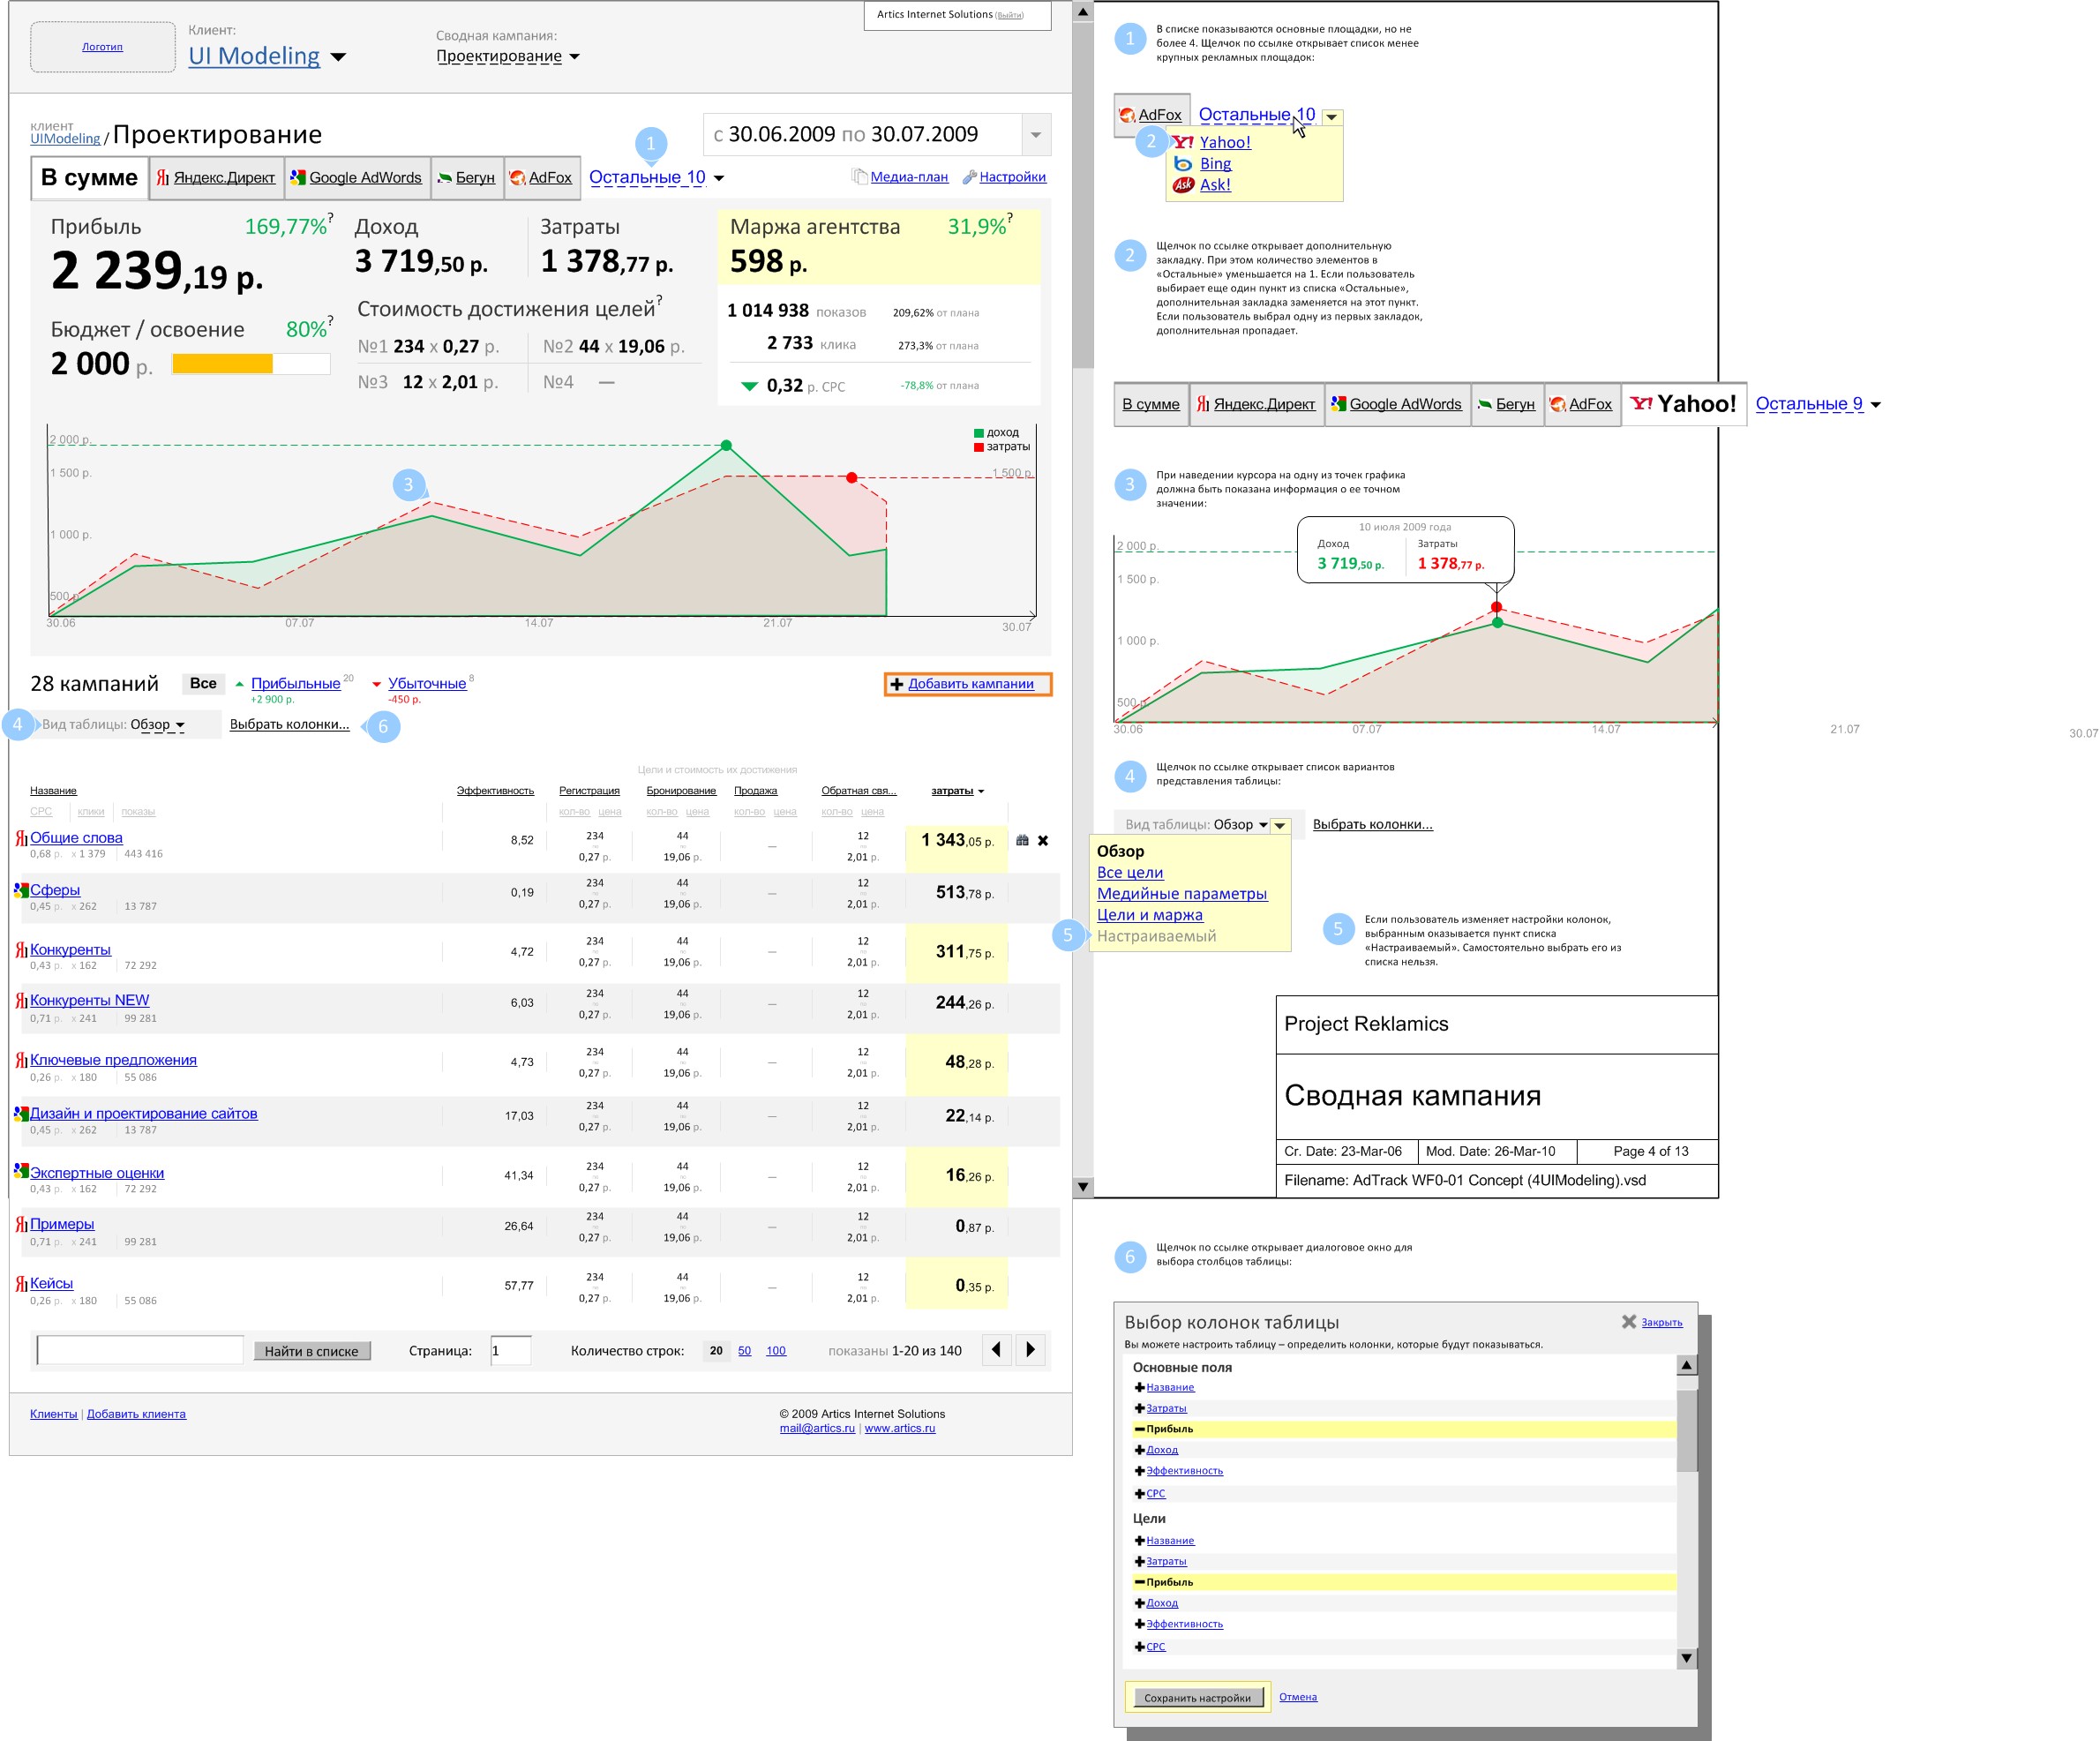 Логотип
Клиент:
UI Modeling
Сводная кампания:
Проектирование
Artics Internet Solutions (Выйти)
клиент
UIModeling / Проектирование
1
с 30.06.2009 по 30.07.2009
В сумме
Яндекс.Директ
Google AdWords
Бегун
AdFox
Остальные 10
Медиа-план
Настройки
Прибыль 169,77%?
2 239,19 р.
Бюджет / освоение 80%?
2 000 р.
Доход
3 719,50 р.
Затраты
1 378,77 р.
Стоимость достижения целей?
№1 234 x 0,27 р.
№2 44 x 19,06 р.
№3 12 x 2,01 р.
№4 —
Маржа агентства 31,9%?
598 р.
1 014 938 показов 209,62% от плана
2 733 клика 273,3% от плана
0,32 р. CPC -78,8% от плана
2 000 р.
1 500 р.
1 000 р.
500 р.
доход
затраты
1 500 р.
3
30.06 07.07 14.07 21.07 30.07
28 кампаний
Все
Прибыльные 20
+2 900 р.
Убыточные 8
-450 р.
Добавить кампании
4
Вид таблицы: Обзор
Выбрать колонки...
6
Цели и стоимость их достижения
Название Эффективность Регистрация Бронирование Продажа Обратная свя... затраты
CPC клики показы кол-во цена кол-во цена кол-во цена кол-во цена
Общие слова 8,52 234 44 — 12 1 343,05 р.
0,68 р. x 1 379 443 416 0,27 р. 19,06 р. 2,01 р.
Сферы 0,19 234 44 — 12 513,78 р.
0,45 р. x 262 13 787 0,27 р. 19,06 р. 2,01 р.
Конкуренты 4,72 234 44 — 12 311,75 р.
0,43 р. x 162 72 292 0,27 р. 19,06 р. 2,01 р.
Конкуренты NEW 6,03 234 44 — 12 244,26 р.
0,71 р. x 241 99 281 0,27 р. 19,06 р. 2,01 р.
Ключевые предложения 4,73 234 44 — 12 48,28 р.
0,26 р. x 180 55 086 0,27 р. 19,06 р. 2,01 р.
Дизайн и проектирование сайтов 17,03 234 44 — 12 22,14 р.
0,45 р. x 262 13 787 0,27 р. 19,06 р. 2,01 р.
Экспертные оценки 41,34 234 44 — 12 16,26 р.
0,43 р. x 162 72 292 0,27 р. 19,06 р. 2,01 р.
Примеры 26,64 234 44 — 12 0,87 р.
0,71 р. x 241 99 281 0,27 р. 19,06 р. 2,01 р.
Кейсы 57,77 234 44 — 12 0,35 р.
0,26 р. x 180 55 086 0,27 р. 19,06 р. 2,01 р.
Найти в списке
Страница: 1
Количество строк: 20 50 100
показаны 1-20 из 140
Клиенты | Добавить клиента
© 2009 Artics Internet Solutions
mail@artics.ru | www.artics.ru
1
В списке показываются основные площадки, но не
более 4. Щелчок по ссылке открывает список менее
крупных рекламных площадок:
AdFox
Остальные 10
2
Yahoo!
Bing
Ask Ask!
2
Щелчок по ссылке открывает дополнительную
закладку. При этом количество элементов в
«Остальные» уменьшается на 1. Если пользователь
выбирает еще один пункт из списка «Остальные»,
дополнительная закладка заменяется на этот пункт.
Если пользователь выбрал одну из первых закладок,
дополнительная пропадает.
В сумме
Яндекс.Директ
Google AdWords
Бегун
AdFox
Yahoo!
Остальные 9
3
При наведении курсора на одну из точек графика
должна быть показана информация о ее точном
значении:
10 июля 2009 года
Доход Затраты
3 719,50 р. 1 378,77 р.
2 000 р.
1 500 р.
1 000 р.
500 р.
30.06 07.07 14.07 21.07 30.07
4
Щелчок по ссылке открывает список вариантов
представления таблицы:
Вид таблицы: Обзор
Выбрать колонки...
Обзор
Все цели
Медийные параметры
Цели и маржа
5
Настраиваемый
5
Если пользователь изменяет настройки колонок,
выбранным оказывается пункт списка
«Настраиваемый». Самостоятельно выбрать его из
списка нельзя.
Project Reklamics
Сводная кампания
Cr. Date: 23-Mar-06 Mod. Date: 26-Mar-10 Page 4 of 13
Filename: AdTrack WF0-01 Concept (4UIModeling).vsd
6
Щелчок по ссылке открывает диалоговое окно для
выбора столбцов таблицы:
Выбор колонок таблицы
Закрыть
Вы можете настроить таблицу – определить колонки, которые будут показываться.
Основные поля
Название
Затраты
Прибыль
Доход
Эффективность
CPC
Цели
Название
Затраты
Прибыль
Доход
Эффективность
CPC
Сохранить настройки
Отмена